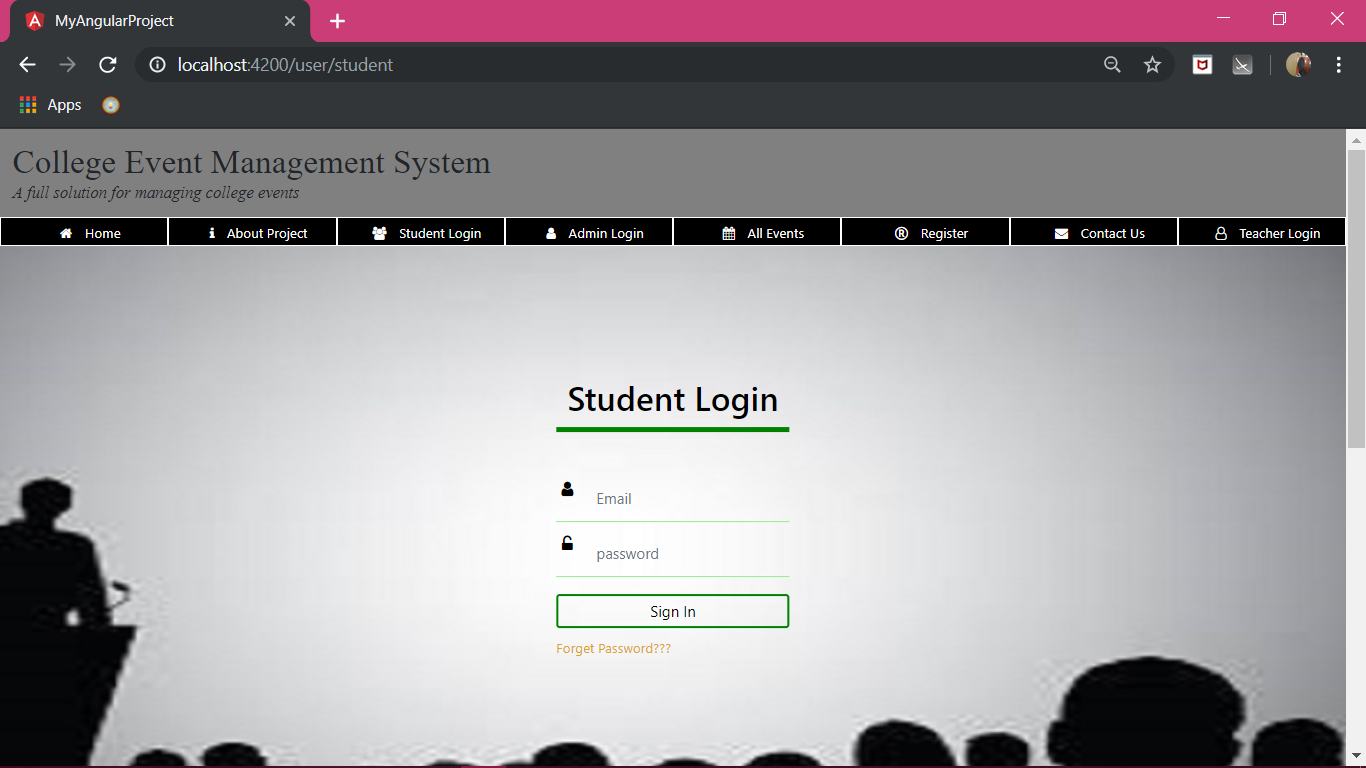 MyAngularProject
localhost:4200/user/student
Apps
College Event Management System
A full solution for managing college events
Home About Project Student Login Admin Login All Events Register Contact Us Teacher Login
Student Login
Email
password
Sign In
Forget Password???